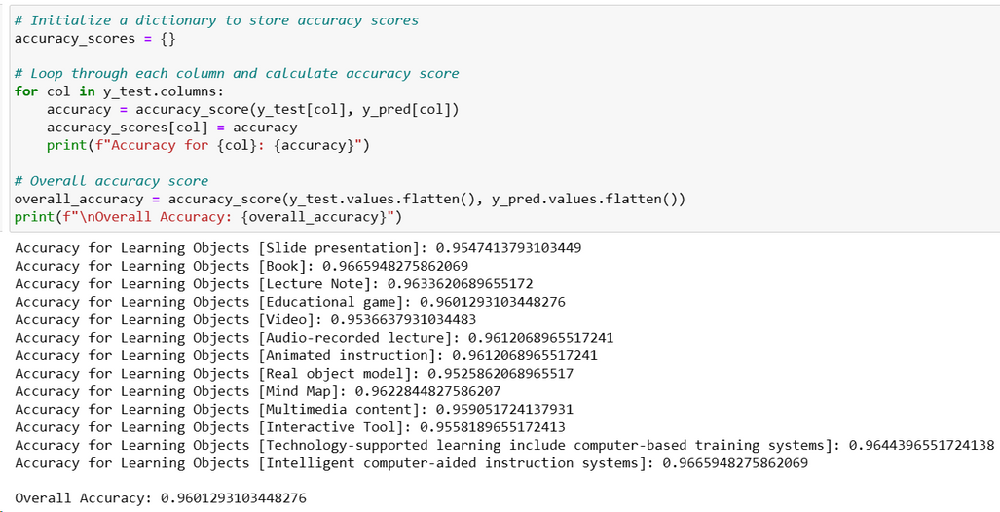 # Initialize a dictionary to store accuracy scores
accuracy_scores = {}
# Loop through each column and calculate accuracy score
for col in y_test.columns:
    accuracy = accuracy_score(y_test[col], y_pred[col])
    accuracy_scores[col] = accuracy
    print(f"Accuracy for {col}: {accuracy}")
# Overall accuracy score
overall_accuracy = accuracy_score(y_test.values.flatten(), y_pred.values.flatten())
print(f"\nOverall Accuracy: {overall_accuracy}")
Accuracy for Learning Objects [Slide presentation]: 0.9547413793103449
Accuracy for Learning Objects [Book]: 0.9665948275862069
Accuracy for Learning Objects [Lecture Note]: 0.9633620689655172
Accuracy for Learning Objects [Educational game]: 0.9601293103448276
Accuracy for Learning Objects [Video]: 0.9536637931034483
Accuracy for Learning Objects [Audio-recorded lecture]: 0.9612068965517241
Accuracy for Learning Objects [Animated instruction]: 0.9612068965517241
Accuracy for Learning Objects [Real object model]: 0.9525862068965517
Accuracy for Learning Objects [Mind Map]: 0.9622844827586207
Accuracy for Learning Objects [Multimedia content]: 0.959051724137931
Accuracy for Learning Objects [Interactive Tool]: 0.9558189655172413
Accuracy for Learning Objects [Technology-supported learning include computer-based training systems]: 0.9644396551724138
Accuracy for Learning Objects [Intelligent computer-aided instruction systems]: 0.9665948275862069
Overall Accuracy: 0.9601293103448276